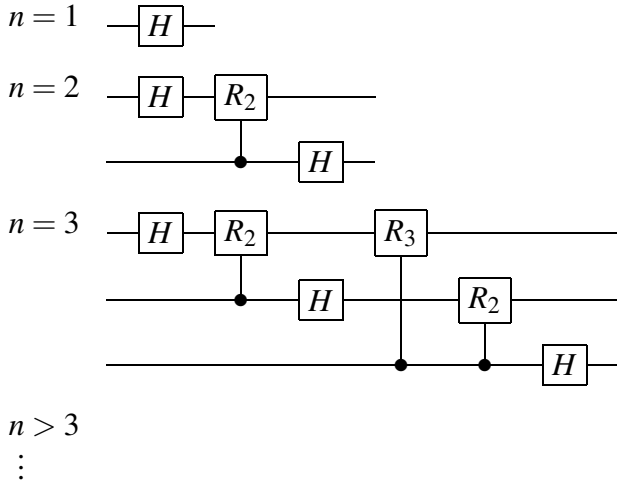 n = 1 H
n = 2 H R₂
H
n = 3 H R₂ R₃
H R₂
H
n > 3
⋮